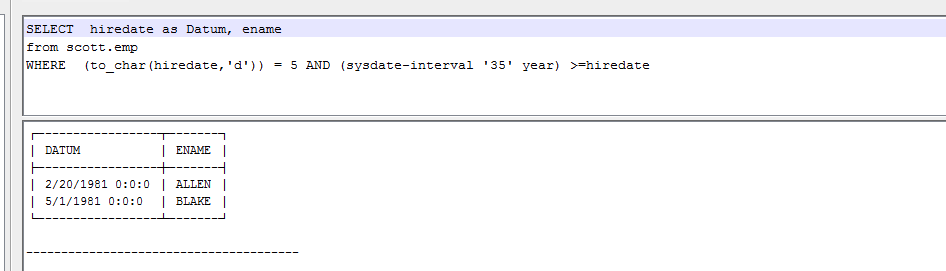 SELECT  hiredate as Datum, ename
from scott.emp
WHERE  (to_char(hiredate,'d')) = 5 AND (sysdate-interval '35' year) >=hiredate
DATUM | ENAME
2/20/1981 0:0:0 | ALLEN
5/1/1981 0:0:0 | BLAKE
---------------------------------------